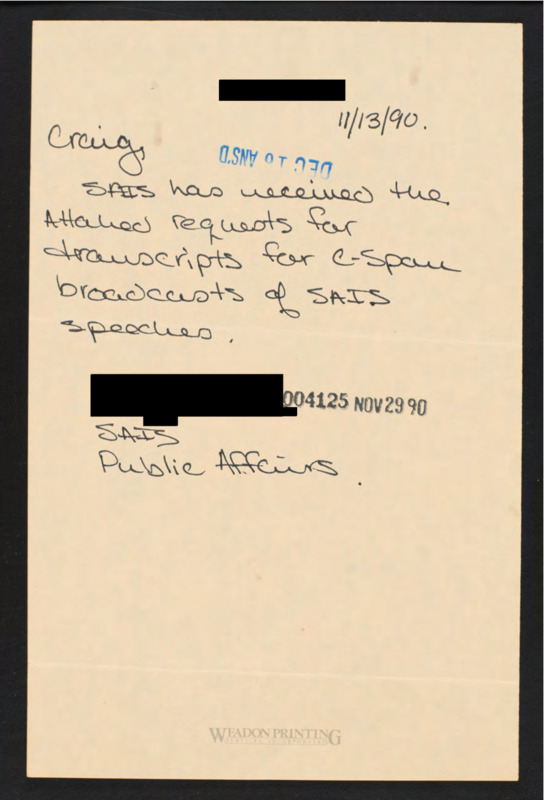 11/13/90.
Craig,
DEC 10 ANS'D
SAIS has received the
Attahed requests for
transcripts for C-Span
broadcasts of SAIS
speeches.
004125 NOV 29 90
SAIS
Public Affairs.
WEADON PRINTING